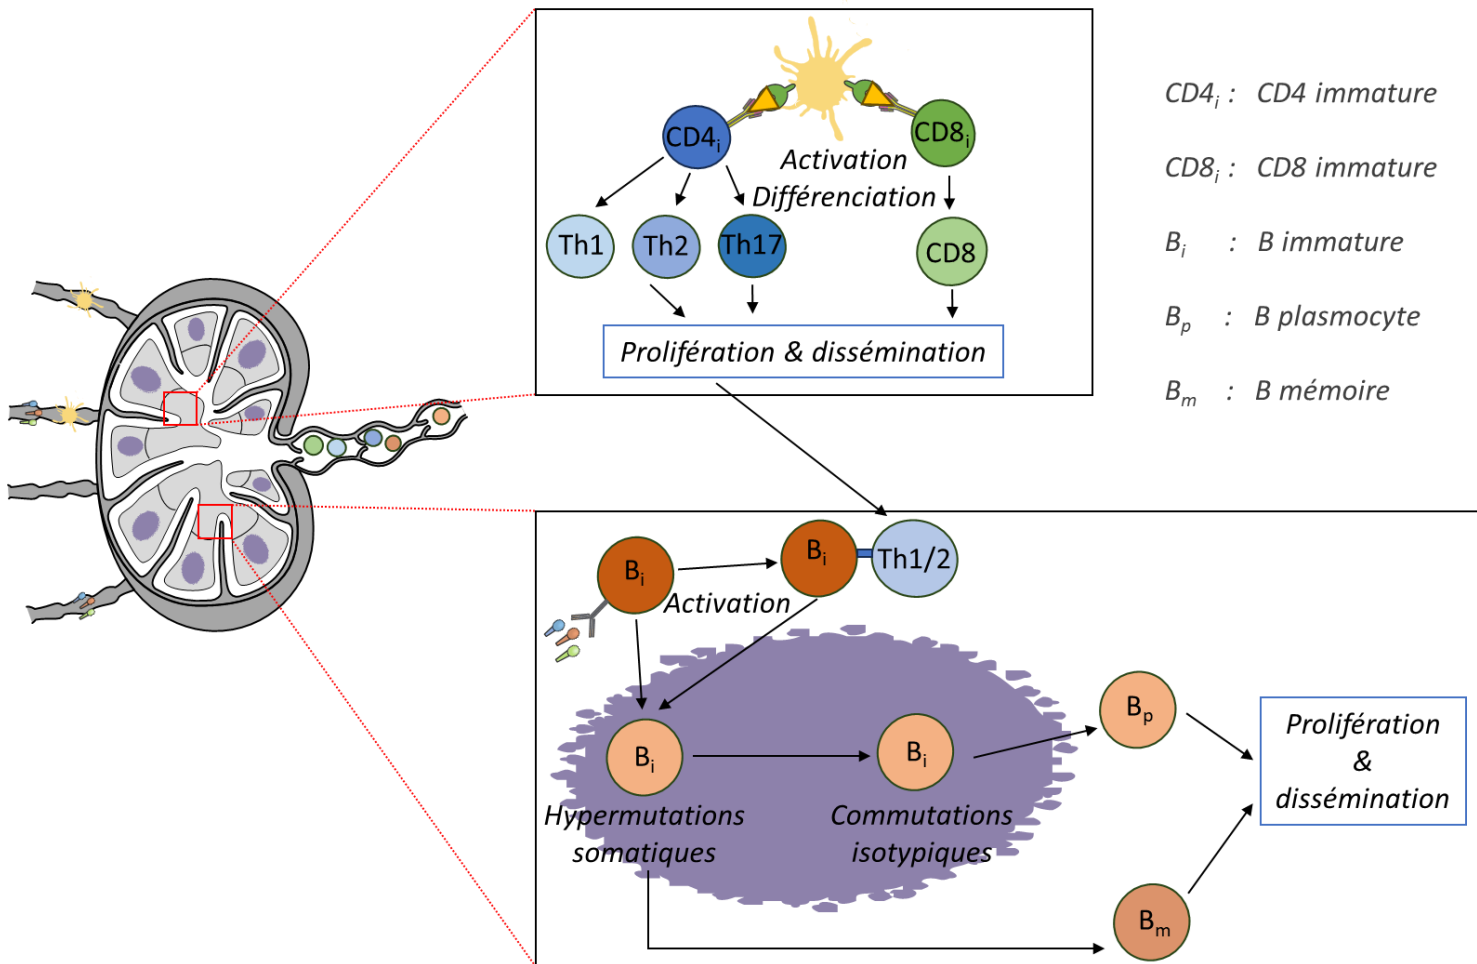 CD4i
CD8i
Activation
Différenciation
Th1
Th2
Th17
CD8
Prolifération & dissémination
CD4i : CD4 immature
CD8i : CD8 immature
Bi : B immature
Bp : B plasmocyte
Bm : B mémoire
Bi
Bi
Th1/2
Activation
Bi
Bi
Hypermutations
somatiques
Commutations
isotypiques
Bp
Bm
Prolifération
&
dissémination